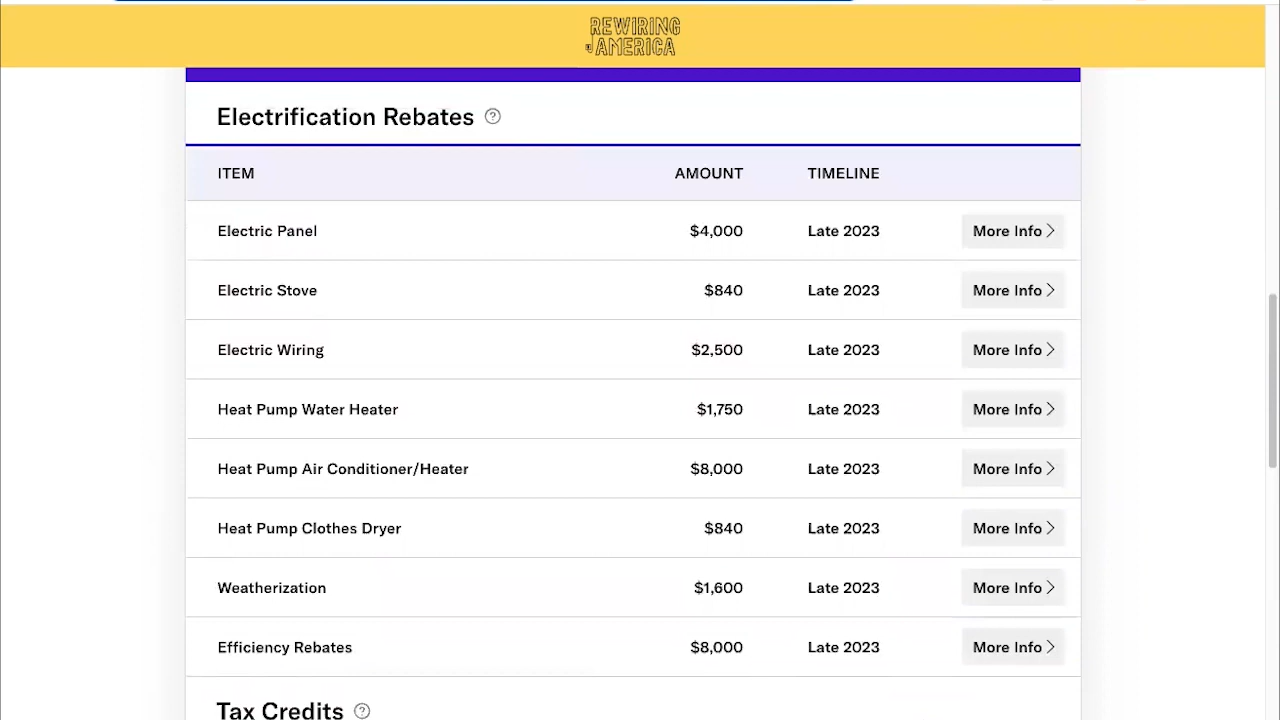 REWIRING
AMERICA
Electrification Rebates ?
ITEM AMOUNT TIMELINE
Electric Panel $4,000 Late 2023 More Info >
Electric Stove $840 Late 2023 More Info >
Electric Wiring $2,500 Late 2023 More Info >
Heat Pump Water Heater $1,750 Late 2023 More Info >
Heat Pump Air Conditioner/Heater $8,000 Late 2023 More Info >
Heat Pump Clothes Dryer $840 Late 2023 More Info >
Weatherization $1,600 Late 2023 More Info >
Efficiency Rebates $8,000 Late 2023 More Info >
Tax Credits ?